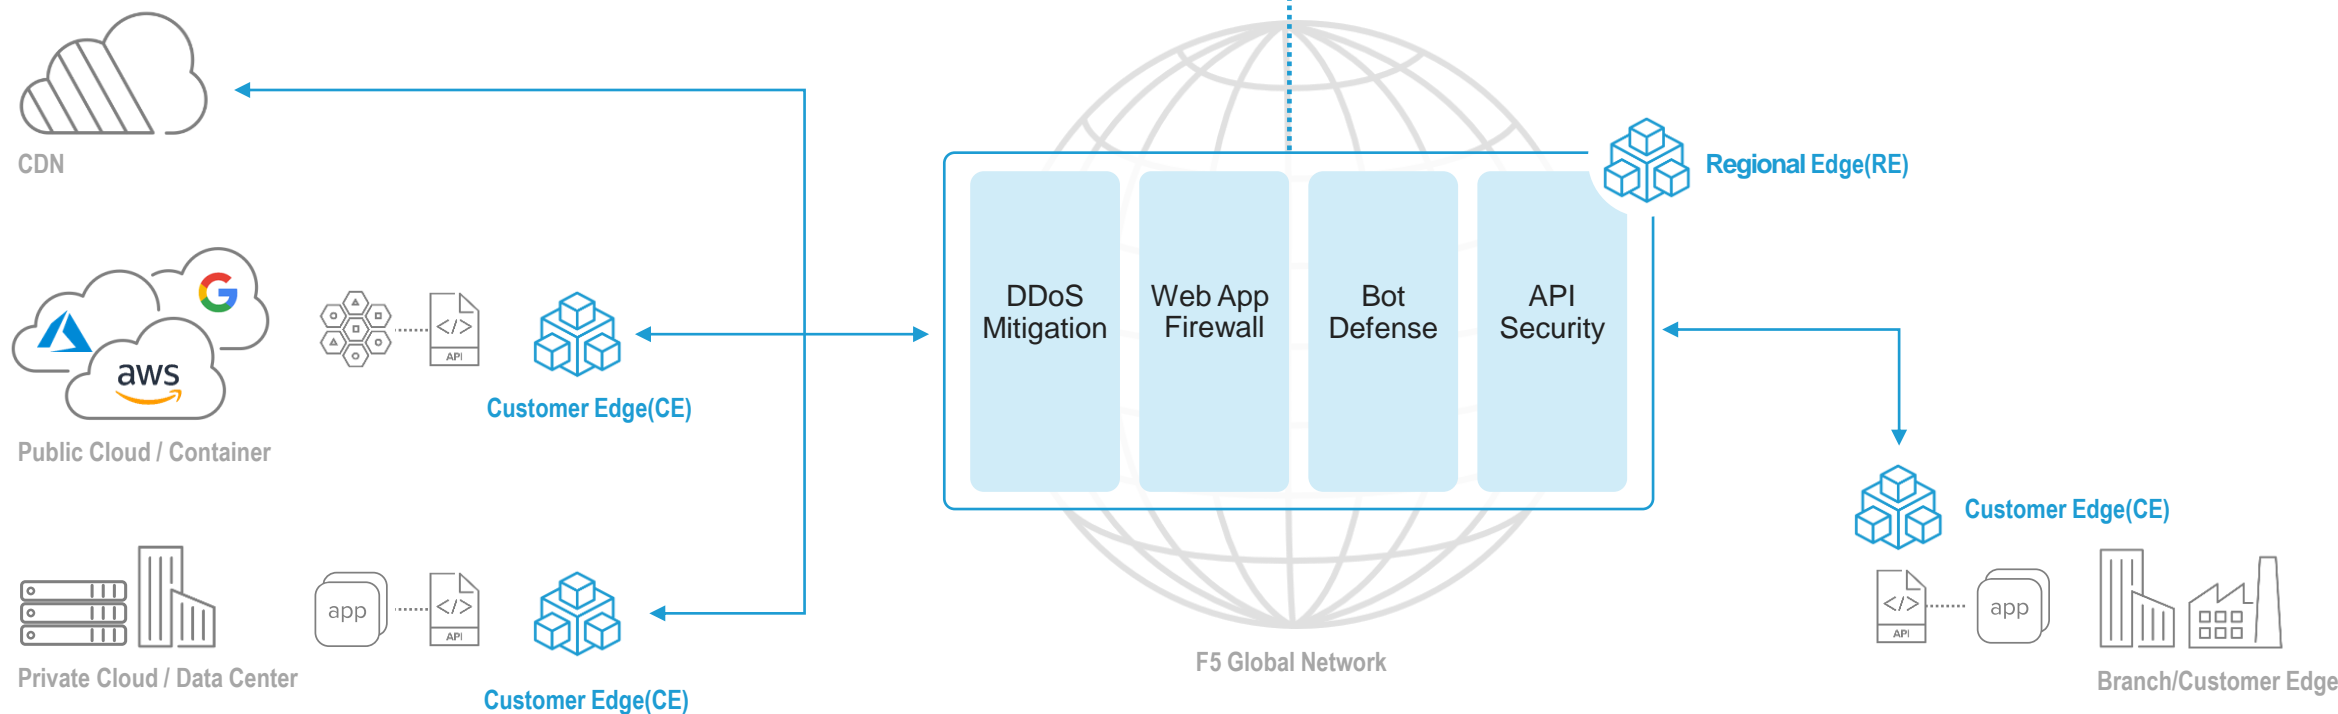 CDN
Regional Edge(RE)
DDoS
Mitigation
Web App
Firewall
Bot
Defense
API
Security
G
aws
</>
API
Customer Edge(CE)
Public Cloud / Container
Customer Edge(CE)
app
</>
API
Customer Edge(CE)
Private Cloud / Data Center
F5 Global Network
</>
API
app
Branch/Customer Edge